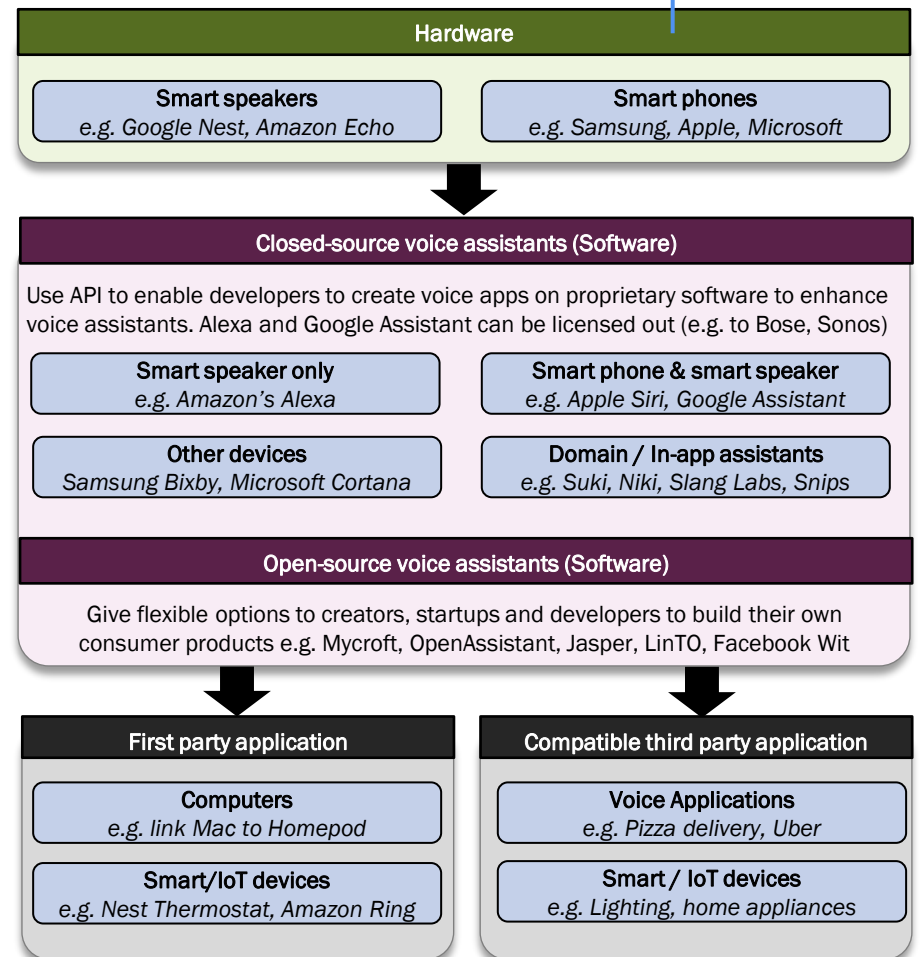 Hardware
Smart speakers
e.g. Google Nest, Amazon Echo
Smart phones
e.g. Samsung, Apple, Microsoft
Closed-source voice assistants (Software)
Use API to enable developers to create voice apps on proprietary software to enhance
voice assistants. Alexa and Google Assistant can be licensed out (e.g. to Bose, Sonos)
Smart speaker only
e.g. Amazon's Alexa
Smart phone & smart speaker
e.g. Apple Siri, Google Assistant
Other devices
Samsung Bixby, Microsoft Cortana
Domain / In-app assistants
e.g. Suki, Niki, Slang Labs, Snips
Open-source voice assistants (Software)
Give flexible options to creators, startups and developers to build their own
consumer products e.g. Mycroft, OpenAssistant, Jasper, LinTO, Facebook Wit
First party application
Computers
e.g. link Mac to Homepod
Smart/IoT devices
e.g. Nest Thermostat, Amazon Ring
Compatible third party application
Voice Applications
e.g. Pizza delivery, Uber
Smart / IoT devices
e.g. Lighting, home appliances